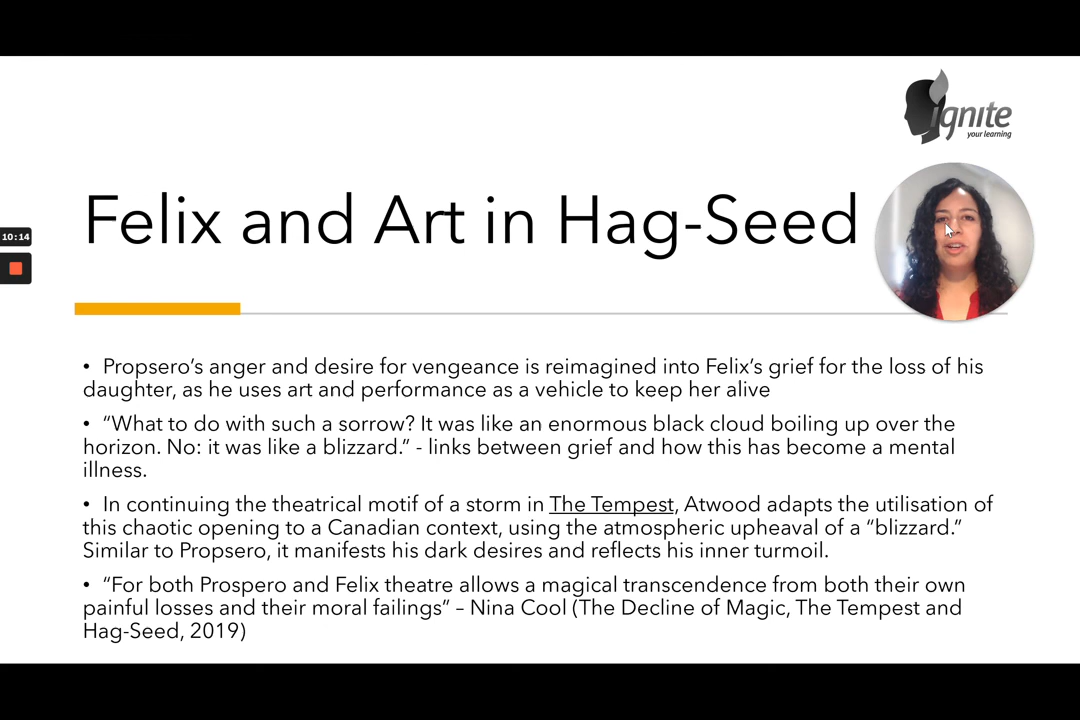 ignite
your learning
Felix and Art in Hag-Seed
10:14
• Propsero’s anger and desire for vengeance is reimagined into Felix’s grief for the loss of his
daughter, as he uses art and performance as a vehicle to keep her alive
• “What to do with such a sorrow? It was like an enormous black cloud boiling up over the
horizon. No: it was like a blizzard.” - links between grief and how this has become a mental
illness.
• In continuing the theatrical motif of a storm in The Tempest, Atwood adapts the utilisation of
this chaotic opening to a Canadian context, using the atmospheric upheaval of a “blizzard.”
Similar to Propsero, it manifests his dark desires and reflects his inner turmoil.
• “For both Prospero and Felix theatre allows a magical transcendence from both their own
painful losses and their moral failings” – Nina Cool (The Decline of Magic, The Tempest and
Hag-Seed, 2019)